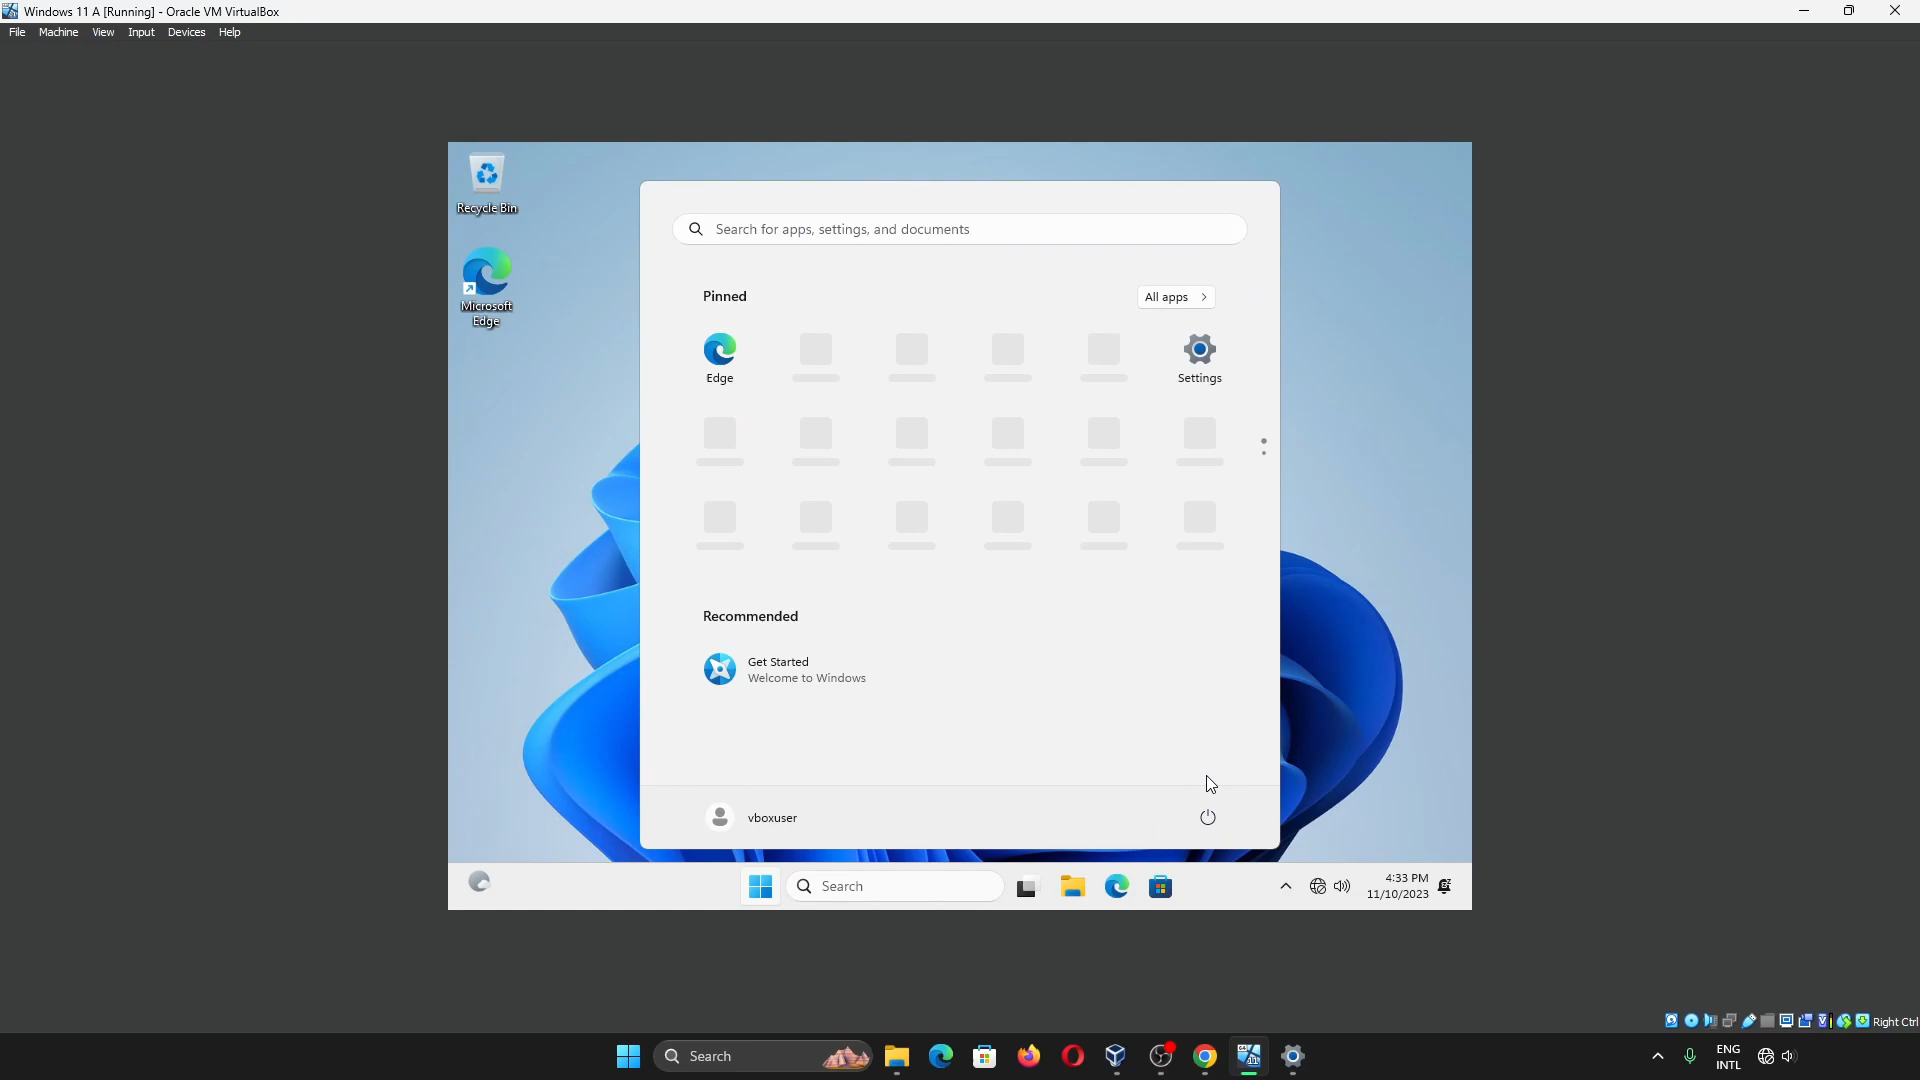 Windows 11 A [Running] - Oracle VM VirtualBox
File Machine View Input Devices Help
Recycle Bin
Microsoft
Edge
Search for apps, settings, and documents
Pinned
All apps
Edge
Settings
Recommended
Get Started
Welcome to Windows
vboxuser
Search
4:33 PM
11/10/2023
Right Ctrl
Search
ENG
INTL